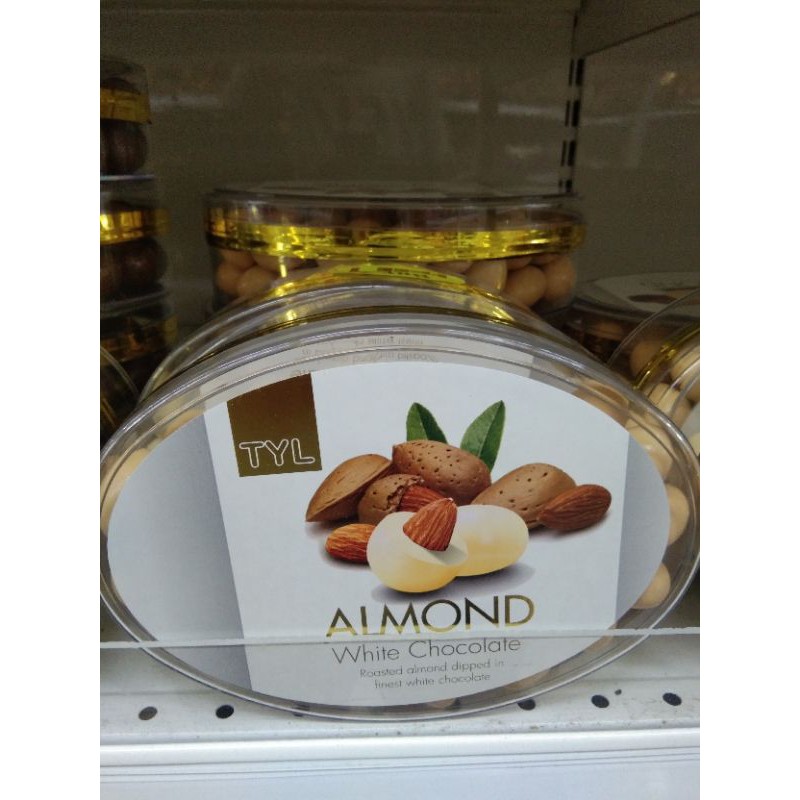 TYL
ALMOND
White Chocolate
Roasted almond dipped in
finest white chocolate